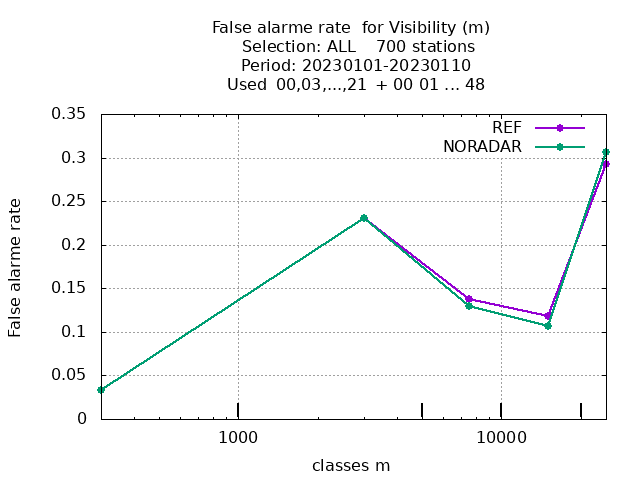 False alarme rate  for Visibility (m)
Selection: ALL    700 stations
Period: 20230101-20230110
Used  00,03,...,21  + 00 01 ... 48
REF
NORADAR
0.35
0.3
0.25
0.2
0.15
0.1
0.05
0
False alarme rate
1000
10000
classes m